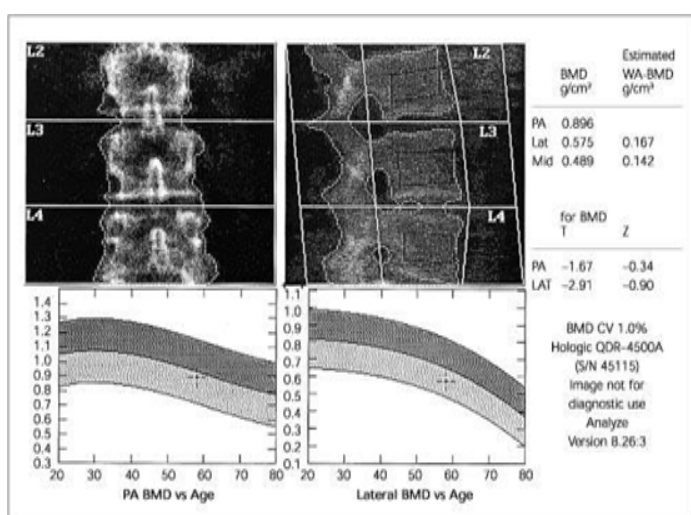 L2
L3
L4
L2
L3
L4
Estimated
BMD WA-BMD
g/cm² g/cm³
PA 0.896
Lat 0.575 0.167
Mid 0.489 0.142
for BMD
T Z
PA −1.67 −0.34
LAT −2.91 −0.90
BMD CV 1.0%
Hologic QDR-4500A
(S/N 45115)
Image not for
diagnostic use
Analyze
Version 8.26:3
1.4
1.3
1.2
1.1
1.0
0.9
0.8
0.7
0.6
0.5
0.4
0.3
20 30 40 50 60 70 80
PA BMD vs Age
1.1
1.0
0.9
0.8
0.7
0.6
0.5
0.4
0.3
0.2
0.1
20 30 40 50 60 70 80
Lateral BMD vs Age